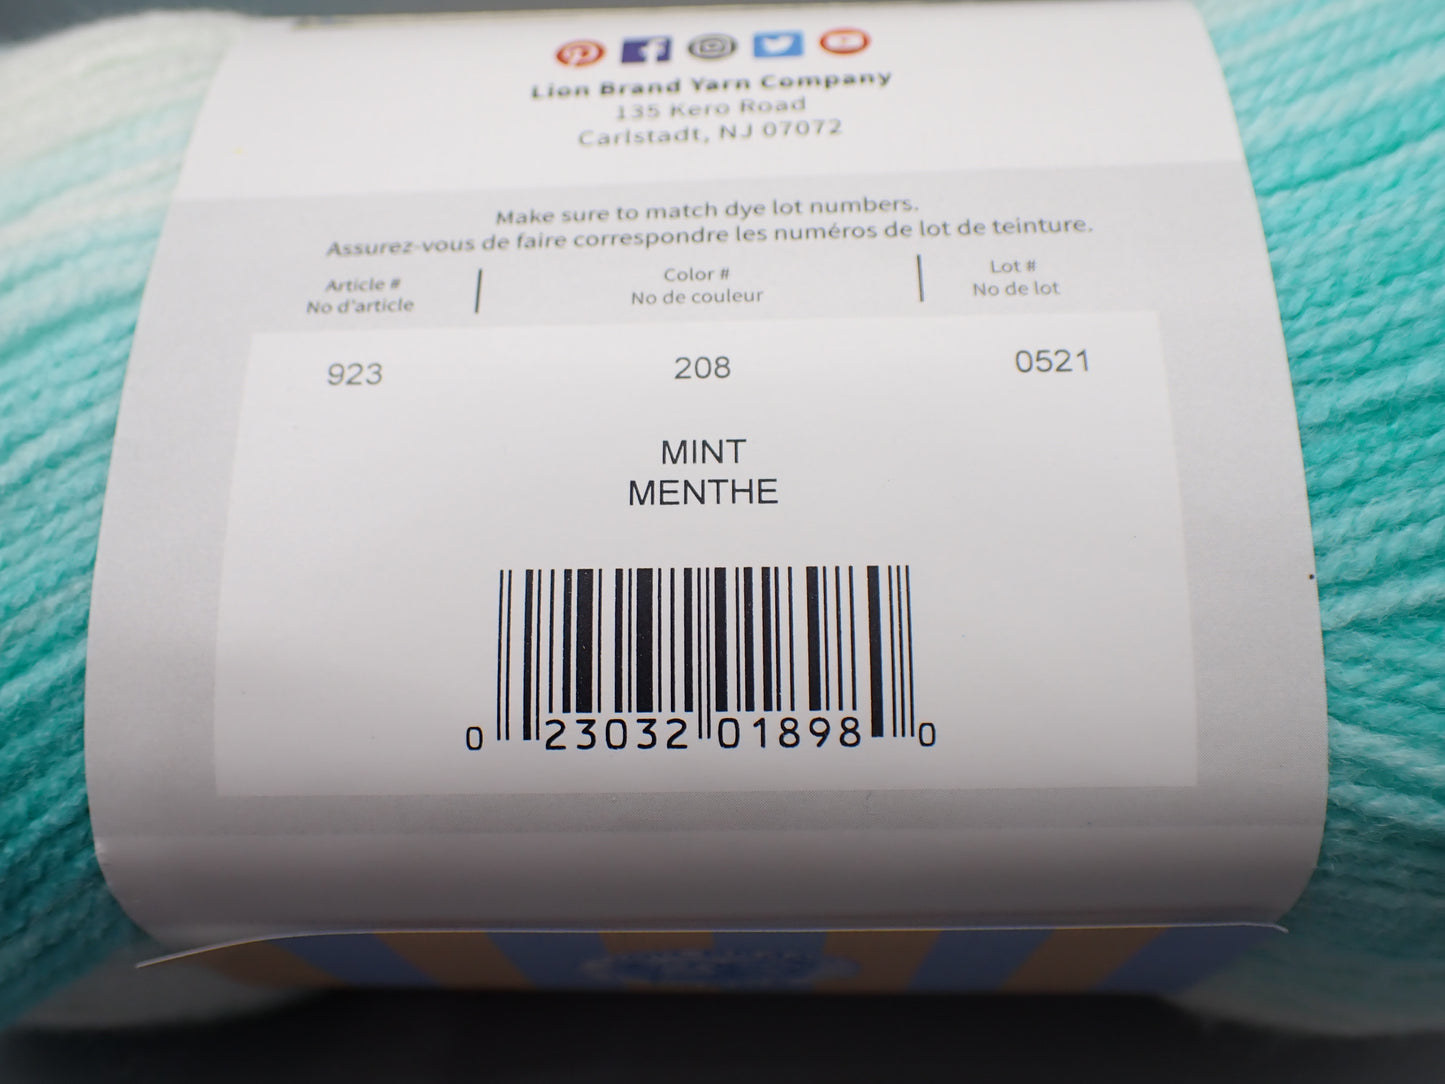 Lion Brand Yarn Company
135 Kero Road
Carlstadt, NJ 07072
Make sure to match dye lot numbers.
Assurez-vous de faire correspondre les numéros de lot de teinture.
Article #
No d'article
Color #
No de couleur
Lot #
No de lot
923 208 0521
MINT
MENTHE
0 23032 01898 0